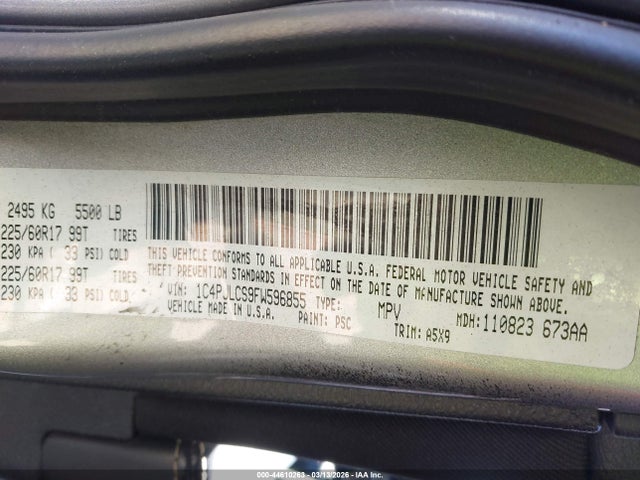 2495 KG 5500 LB
225/60R17 99T TIRES
230 KPA ( 33 PSI) COLD
225/60R17 99T TIRES
230 KPA ( 33 PSI) COLD
THIS VEHICLE CONFORMS TO ALL APPLICABLE U.S.A. FEDERAL MOTOR VEHICLE SAFETY AND
THEFT PREVENTION STANDARDS IN EFFECT ON THE DATE OF MANUFACTURE SHOWN ABOVE.
VIN: 1C4PJLCS9FW596855 TYPE: MPV MDH: 110823 673AA
VEHICLE MADE IN U.S.A. PAINT: PSC TRIM: A5X9
000-44610263 - 03/13/2026 - COPYRIGHT IAA, LLC